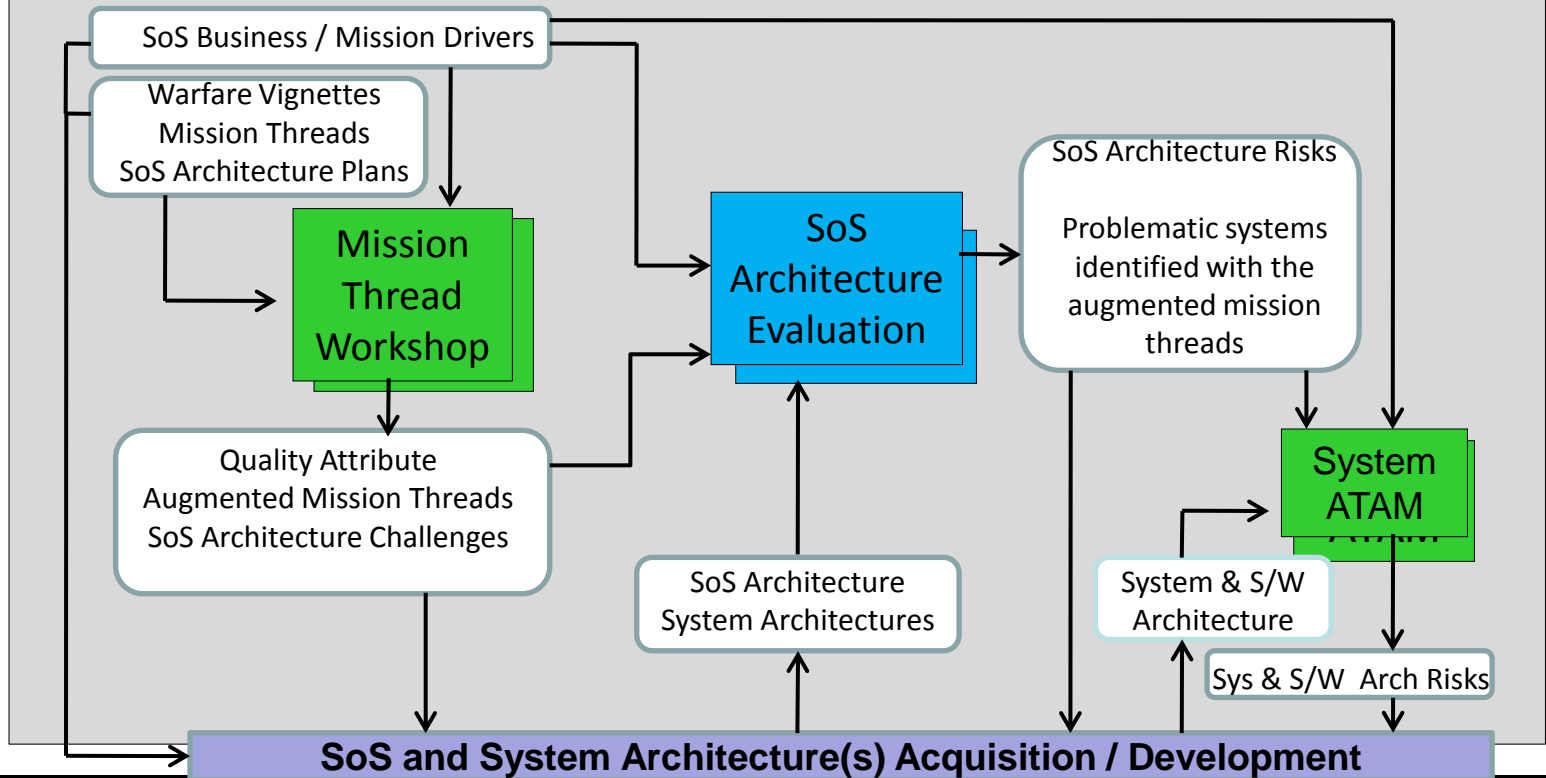 SoS Business / Mission Drivers
Warfare Vignettes
Mission Threads
SoS Architecture Plans
Mission
Thread
Workshop
Quality Attribute
Augmented Mission Threads
SoS Architecture Challenges
SoS
Architecture
Evaluation
SoS Architecture
System Architectures
SoS Architecture Risks
Problematic systems
identified with the
augmented mission
threads
System
ATAM
ATAM
System & S/W
Architecture
Sys & S/W Arch Risks
SoS and System Architecture(s) Acquisition / Development